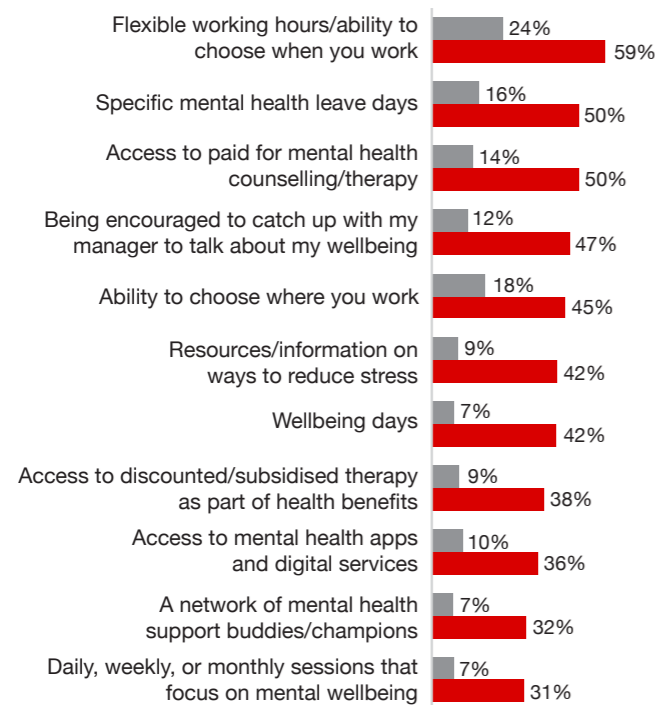 Flexible working hours/ability to
choose when you work
24%
59%
Specific mental health leave days
16%
50%
Access to paid for mental health
counselling/therapy
14%
50%
Being encouraged to catch up with my
manager to talk about my wellbeing
12%
47%
Ability to choose where you work
18%
45%
Resources/information on
ways to reduce stress
9%
42%
Wellbeing days
7%
42%
Access to discounted/subsidised therapy
as part of health benefits
9%
38%
Access to mental health apps
and digital services
10%
36%
A network of mental health
support buddies/champions
7%
32%
Daily, weekly, or monthly sessions that
focus on mental wellbeing
7%
31%